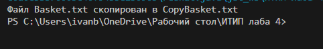 Файл Basket.txt скопирован в CopyBasket.txt
PS C:\Users\ivanb\OneDrive\Рабочий стол\ИТИП лаба 4>